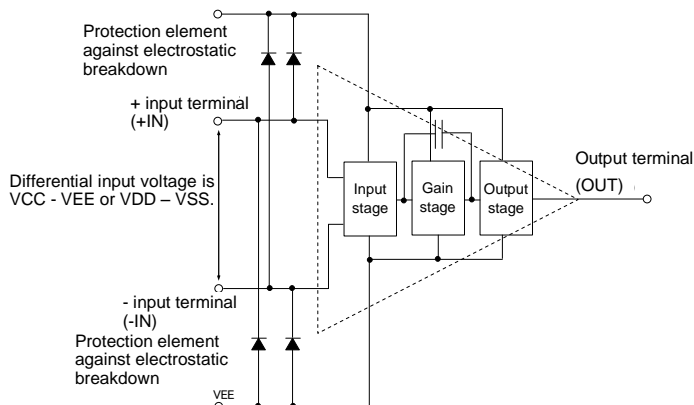 Protection element
against electrostatic
breakdown
+ input terminal
(+IN)
Differential input voltage is
VCC - VEE or VDD – VSS.
Input
stage
Gain
stage
Output
stage
Output terminal
(OUT)
- input terminal
(-IN)
Protection element
against electrostatic
breakdown
VEE